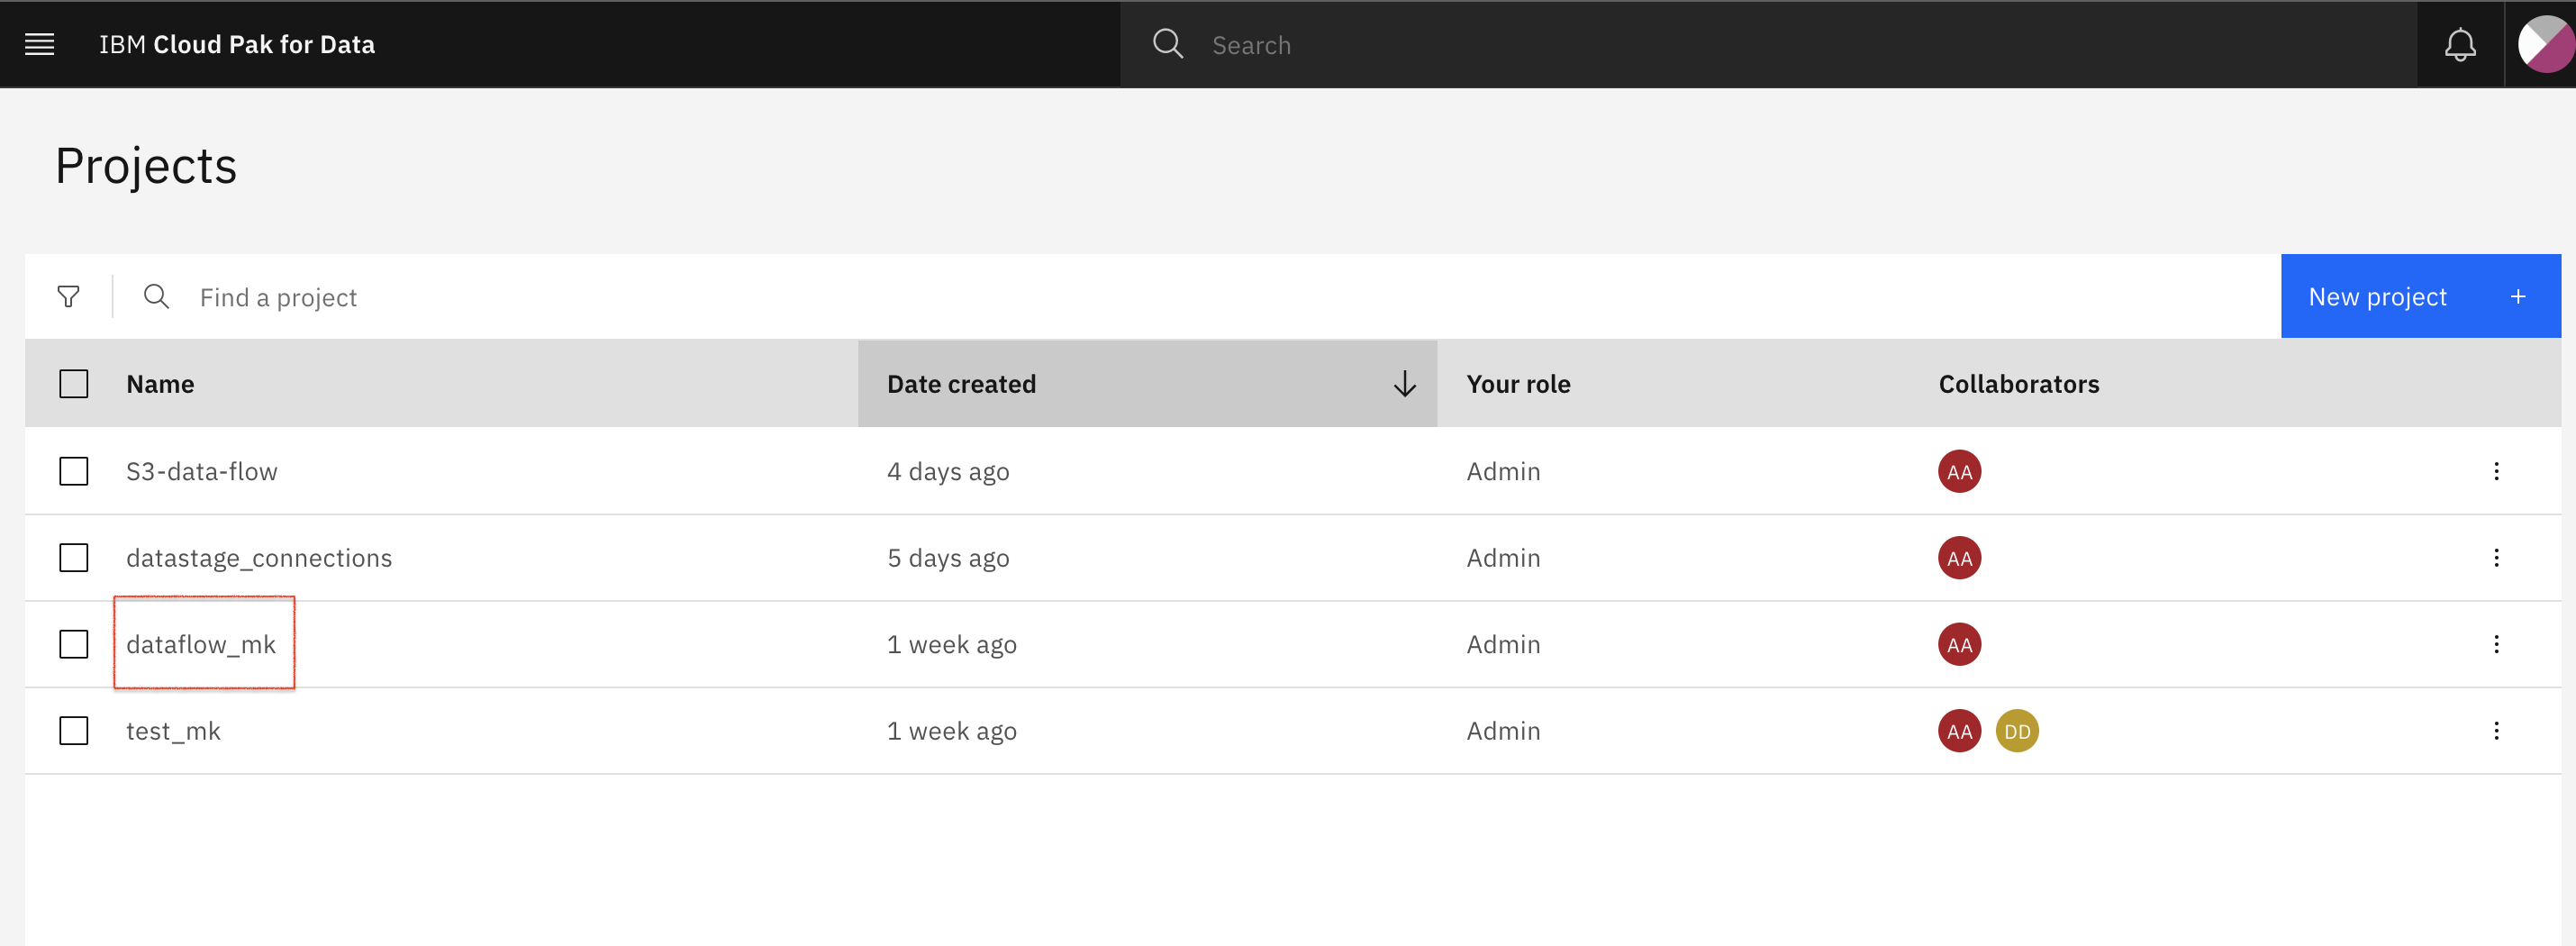 IBM Cloud Pak for Data
Search
Projects
Find a project
New project +
Name Date created Your role Collaborators
S3-data-flow 4 days ago Admin AA
datastage_connections 5 days ago Admin AA
dataflow_mk 1 week ago Admin AA
test_mk 1 week ago Admin AA DD